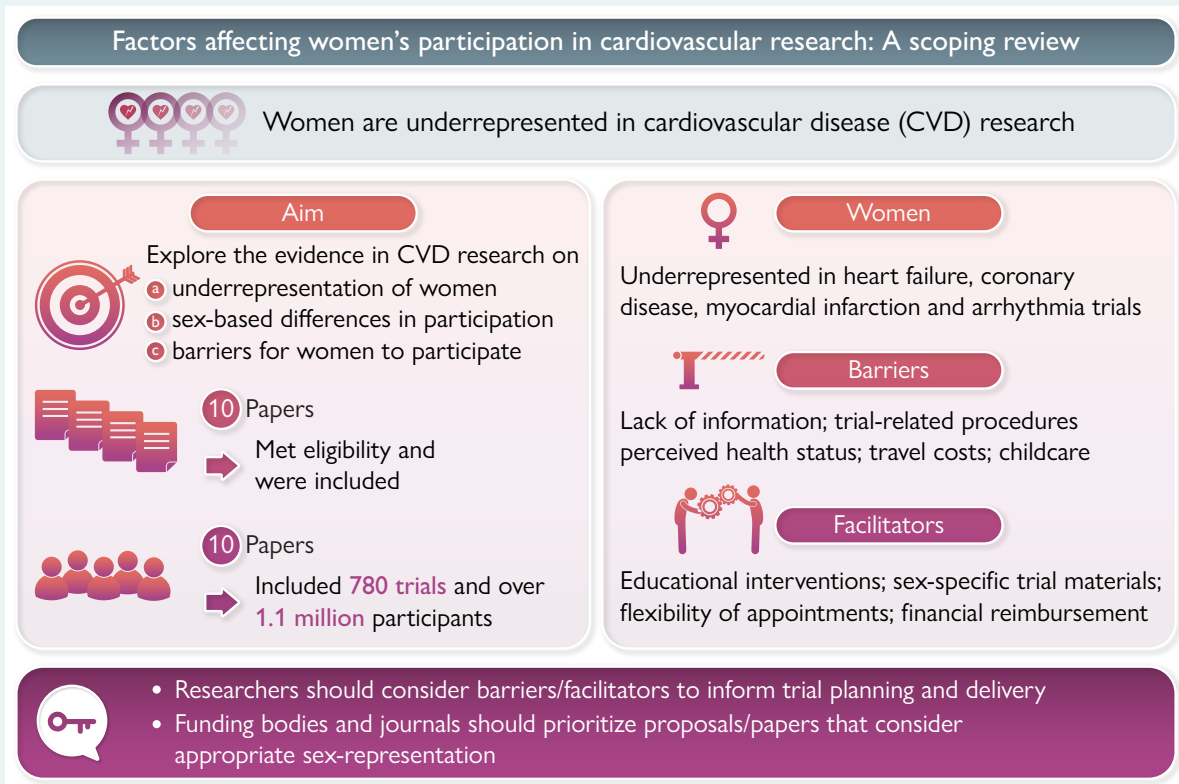 Factors affecting women's participation in cardiovascular research: A scoping review
Women are underrepresented in cardiovascular disease (CVD) research
Aim
Explore the evidence in CVD research on
a underrepresentation of women
b sex-based differences in participation
c barriers for women to participate
10 Papers
Met eligibility and
were included
10 Papers
Included 780 trials and over
1.1 million participants
Women
Underrepresented in heart failure, coronary
disease, myocardial infarction and arrhythmia trials
Barriers
Lack of information; trial-related procedures
perceived health status; travel costs; childcare
Facilitators
Educational interventions; sex-specific trial materials;
flexibility of appointments; financial reimbursement
• Researchers should consider barriers/facilitators to inform trial planning and delivery
• Funding bodies and journals should prioritize proposals/papers that consider
appropriate sex-representation